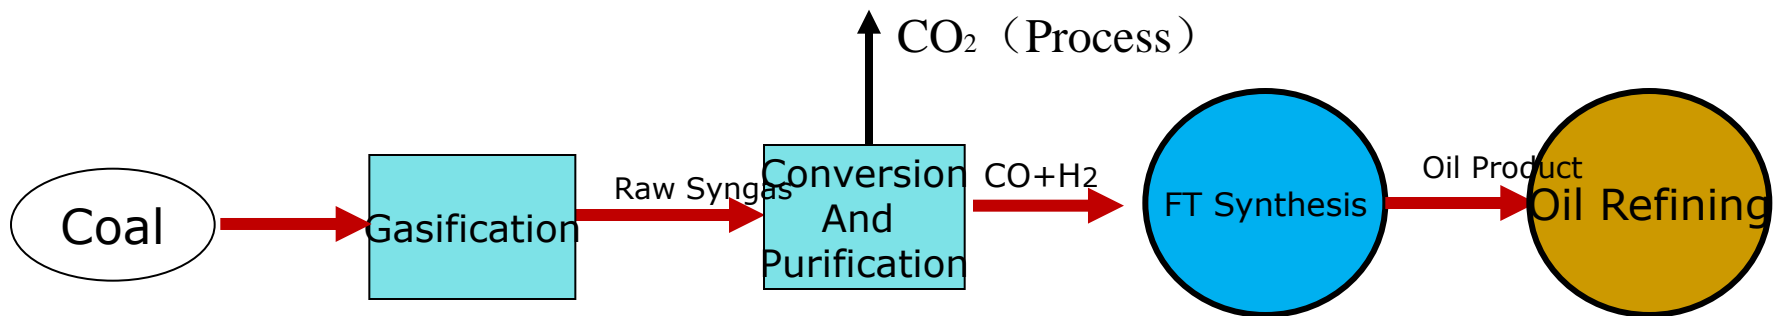 CO₂（Process）
Coal
Gasification
Raw Syngas
Conversion
And
Purification
CO+H2
FT Synthesis
Oil Product
Oil Refining